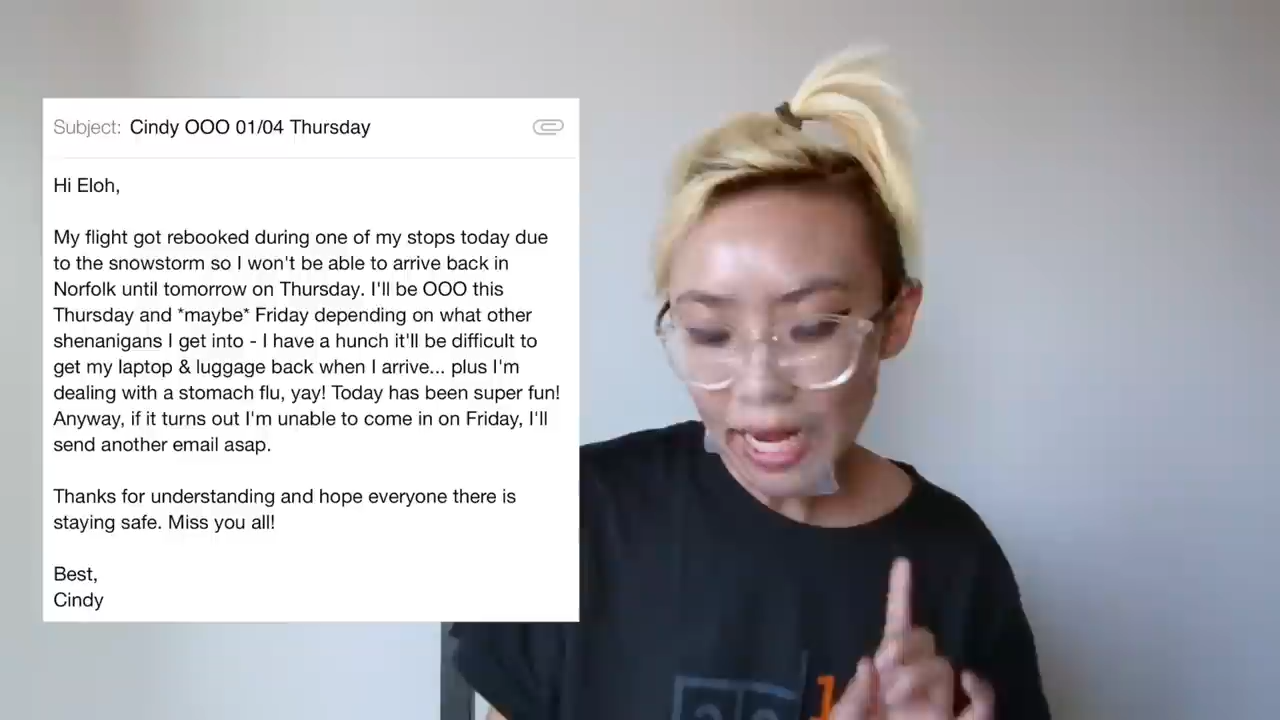 Subject: Cindy OOO 01/04 Thursday
Hi Eloh,
My flight got rebooked during one of my stops today due
to the snowstorm so I won't be able to arrive back in
Norfolk until tomorrow on Thursday. I'll be OOO this
Thursday and *maybe* Friday depending on what other
shenanigans I get into - I have a hunch it'll be difficult to
get my laptop & luggage back when I arrive... plus I'm
dealing with a stomach flu, yay! Today has been super fun!
Anyway, if it turns out I'm unable to come in on Friday, I'll
send another email asap.
Thanks for understanding and hope everyone there is
staying safe. Miss you all!
Best,
Cindy